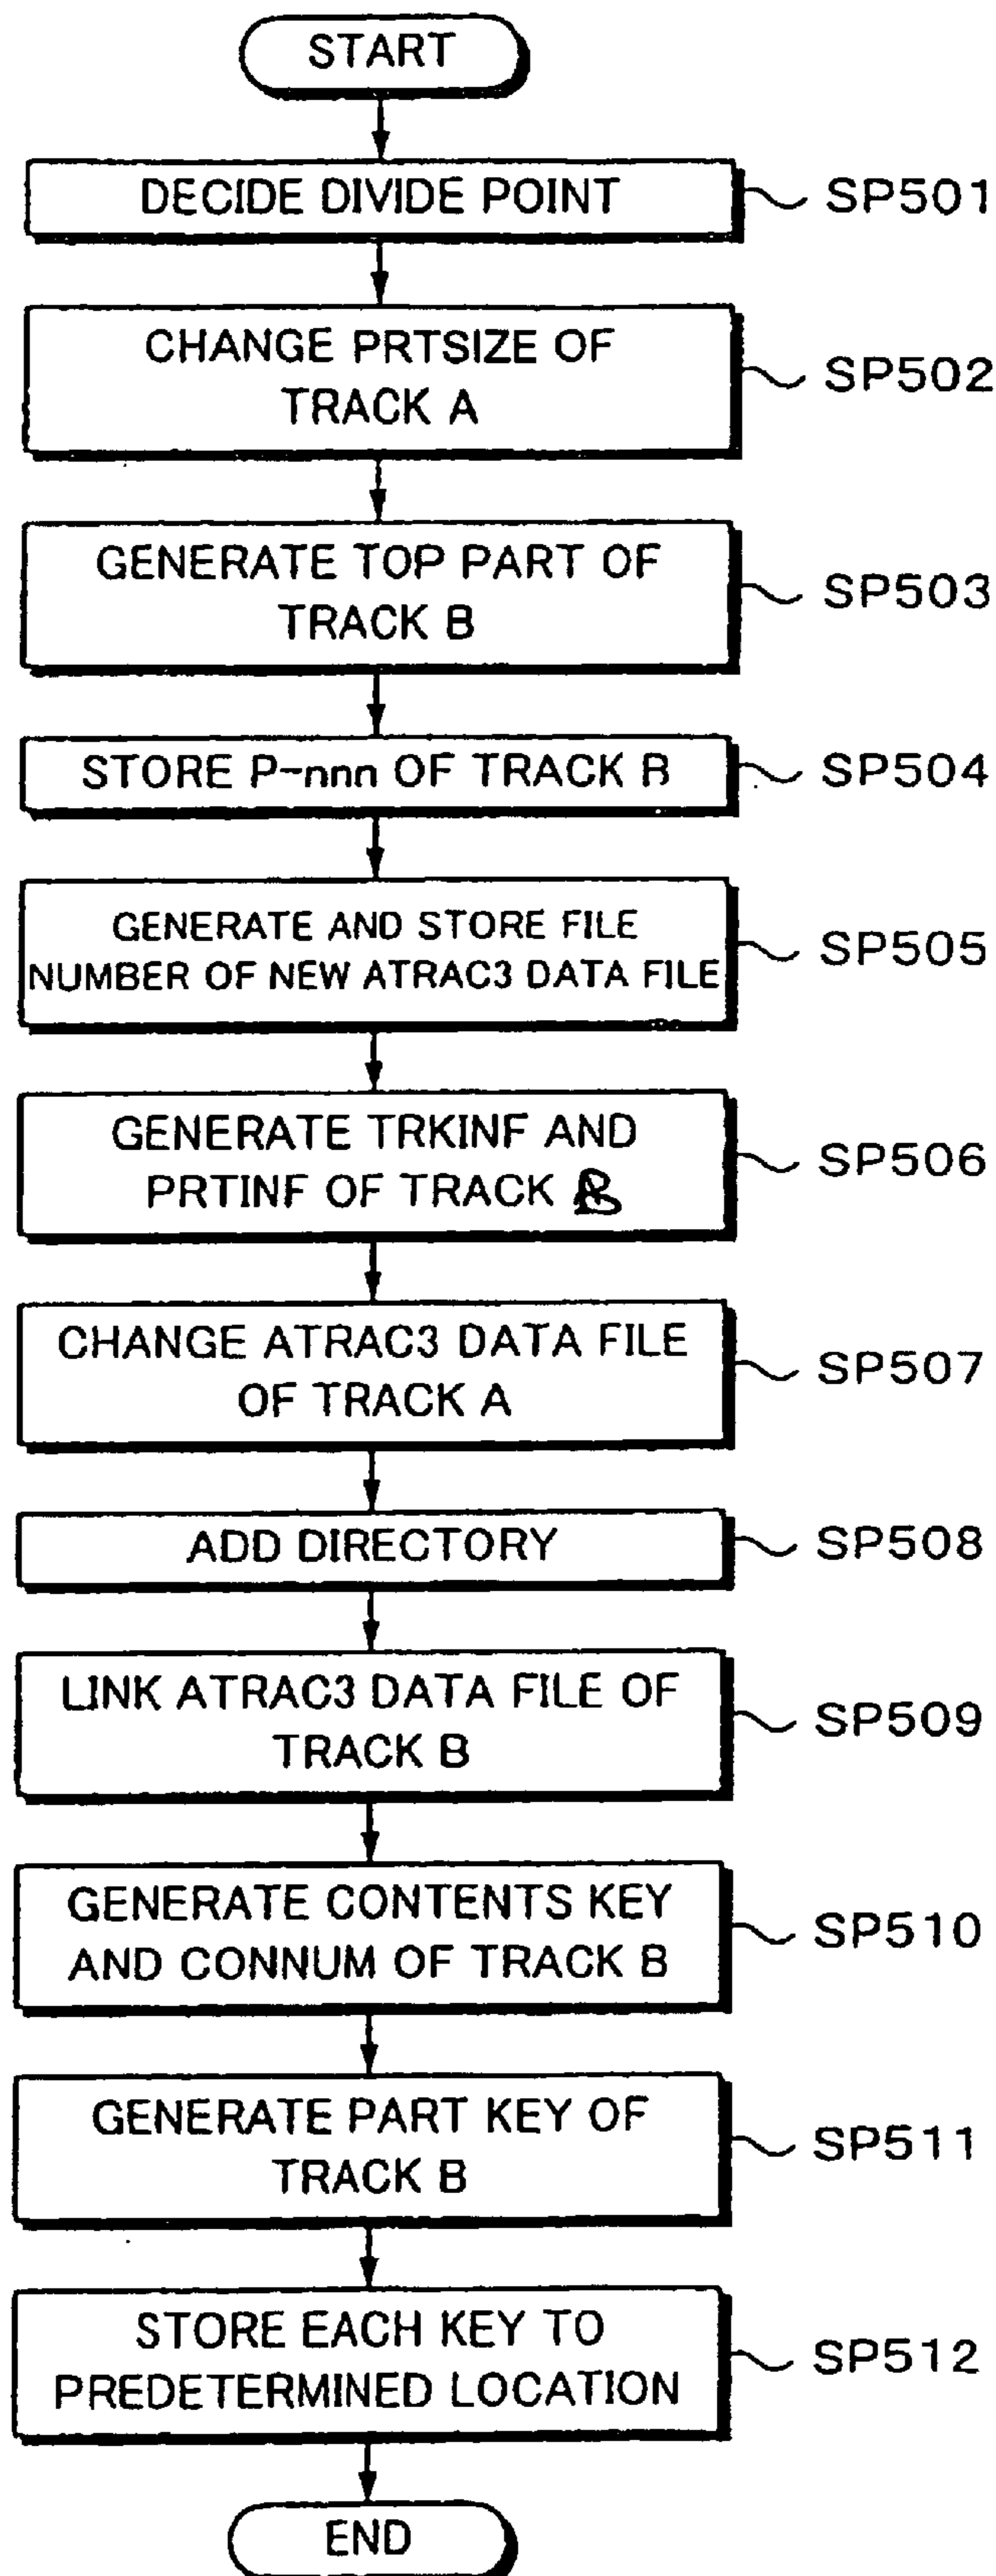 START
DECIDE DIVIDE POINT
SP501
CHANGE PRTSIZE OF
TRACK A
SP502
GENERATE TOP PART OF
TRACK B
SP503
STORE P-nnn OF TRACK B
SP504
GENERATE AND STORE FILE
NUMBER OF NEW ATRAC3 DATA FILE
SP505
GENERATE TRKINF AND
PRTINF OF TRACK B
SP506
CHANGE ATRAC3 DATA FILE
OF TRACK A
SP507
ADD DIRECTORY
SP508
LINK ATRAC3 DATA FILE OF
TRACK B
SP509
GENERATE CONTENTS KEY
AND CONNUM OF TRACK B
SP510
GENERATE PART KEY OF
TRACK B
SP511
STORE EACH KEY TO
PREDETERMINED LOCATION
SP512
END